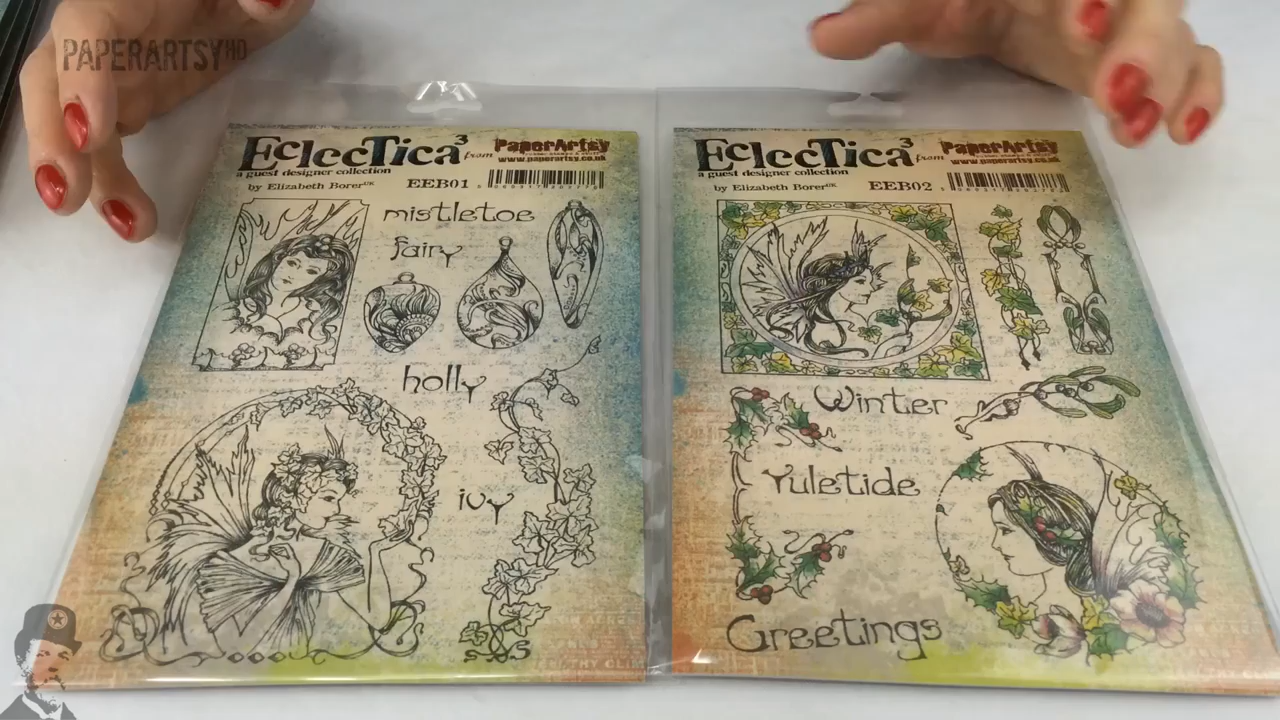 PAPERARTSY HD
EclecTica3 from PaperArtsy
a guest designer collection www.paperartsy.co.uk
by Elizabeth Borer UK EEB01
mistletoe
fairy
holly
ivy
EclecTica3 from PaperArtsy
a guest designer collection www.paperartsy.co.uk
by Elizabeth Borer UK EEB02
Winter
Yuletide
Greetings